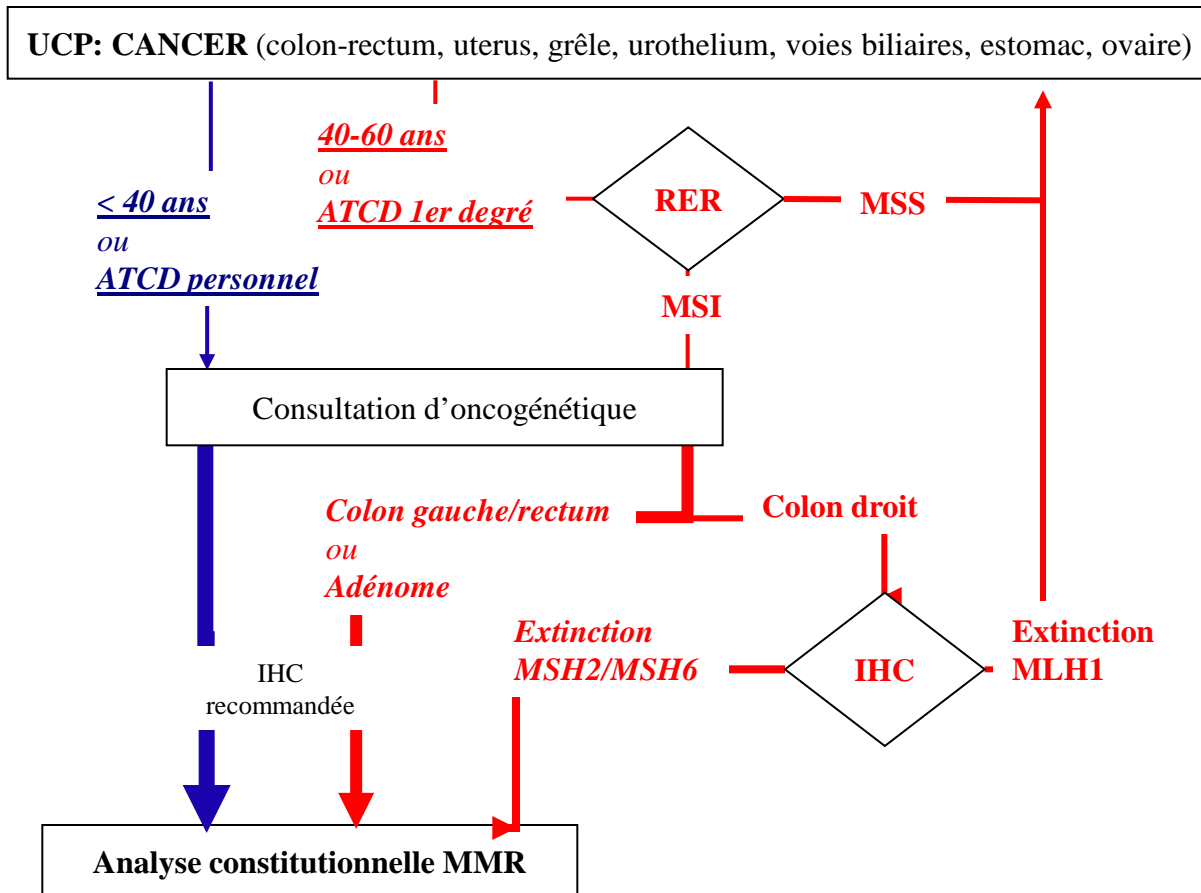 UCP: CANCER (colon-rectum, uterus, grêle, urothelium, voies biliaires, estomac, ovaire)
40-60 ans
ou
ATCD 1er degré
RER
MSS
< 40 ans
ou
ATCD personnel
MSI
Consultation d’oncogénétique
Colon gauche/rectum
ou
Adénome
Colon droit
Extinction
MSH2/MSH6
IHC
Extinction
MLH1
IHC
recommandée
Analyse constitutionnelle MMR